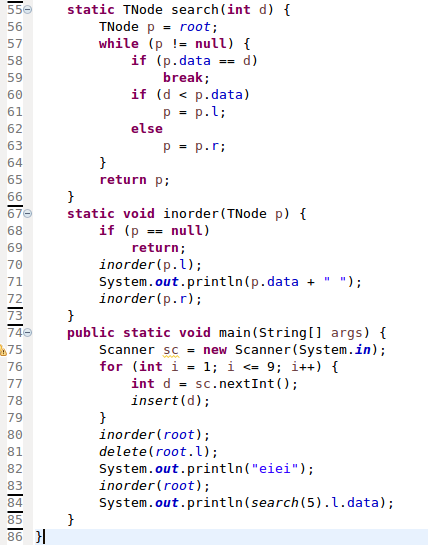 55 static TNode search(int d) {
56 TNode p = root;
57 while (p != null) {
58 if (p.data == d)
59 break;
60 if (d < p.data)
61 p = p.l;
62 else
63 p = p.r;
64 }
65 return p;
66 }
67 static void inorder(TNode p) {
68 if (p == null)
69 return;
70 inorder(p.l);
71 System.out.println(p.data + " ");
72 inorder(p.r);
73 }
74 public static void main(String[] args) {
75 Scanner sc = new Scanner(System.in);
76 for (int i = 1; i <= 9; i++) {
77 int d = sc.nextInt();
78 insert(d);
79 }
80 inorder(root);
81 delete(root.l);
82 System.out.println("eiei");
83 inorder(root);
84 System.out.println(search(5).l.data);
85 }
86 }